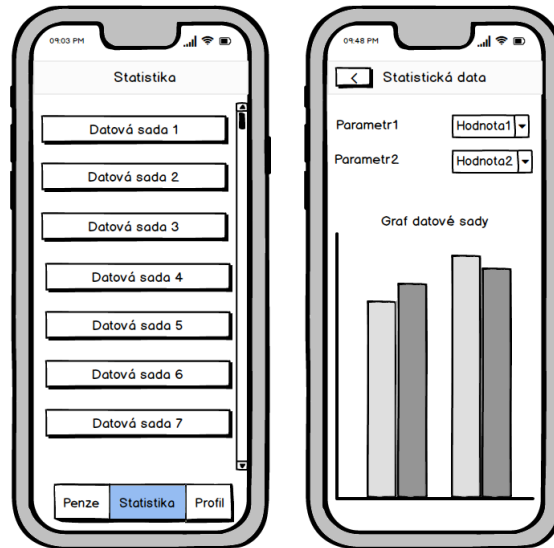 09:03 PM
Statistika
Datová sada 1
Datová sada 2
Datová sada 3
Datová sada 4
Datová sada 5
Datová sada 6
Datová sada 7
Penze Statistika Profil
09:48 PM
Statistická data
Parametr1 Hodnota1
Parametr2 Hodnota2
Graf datové sady